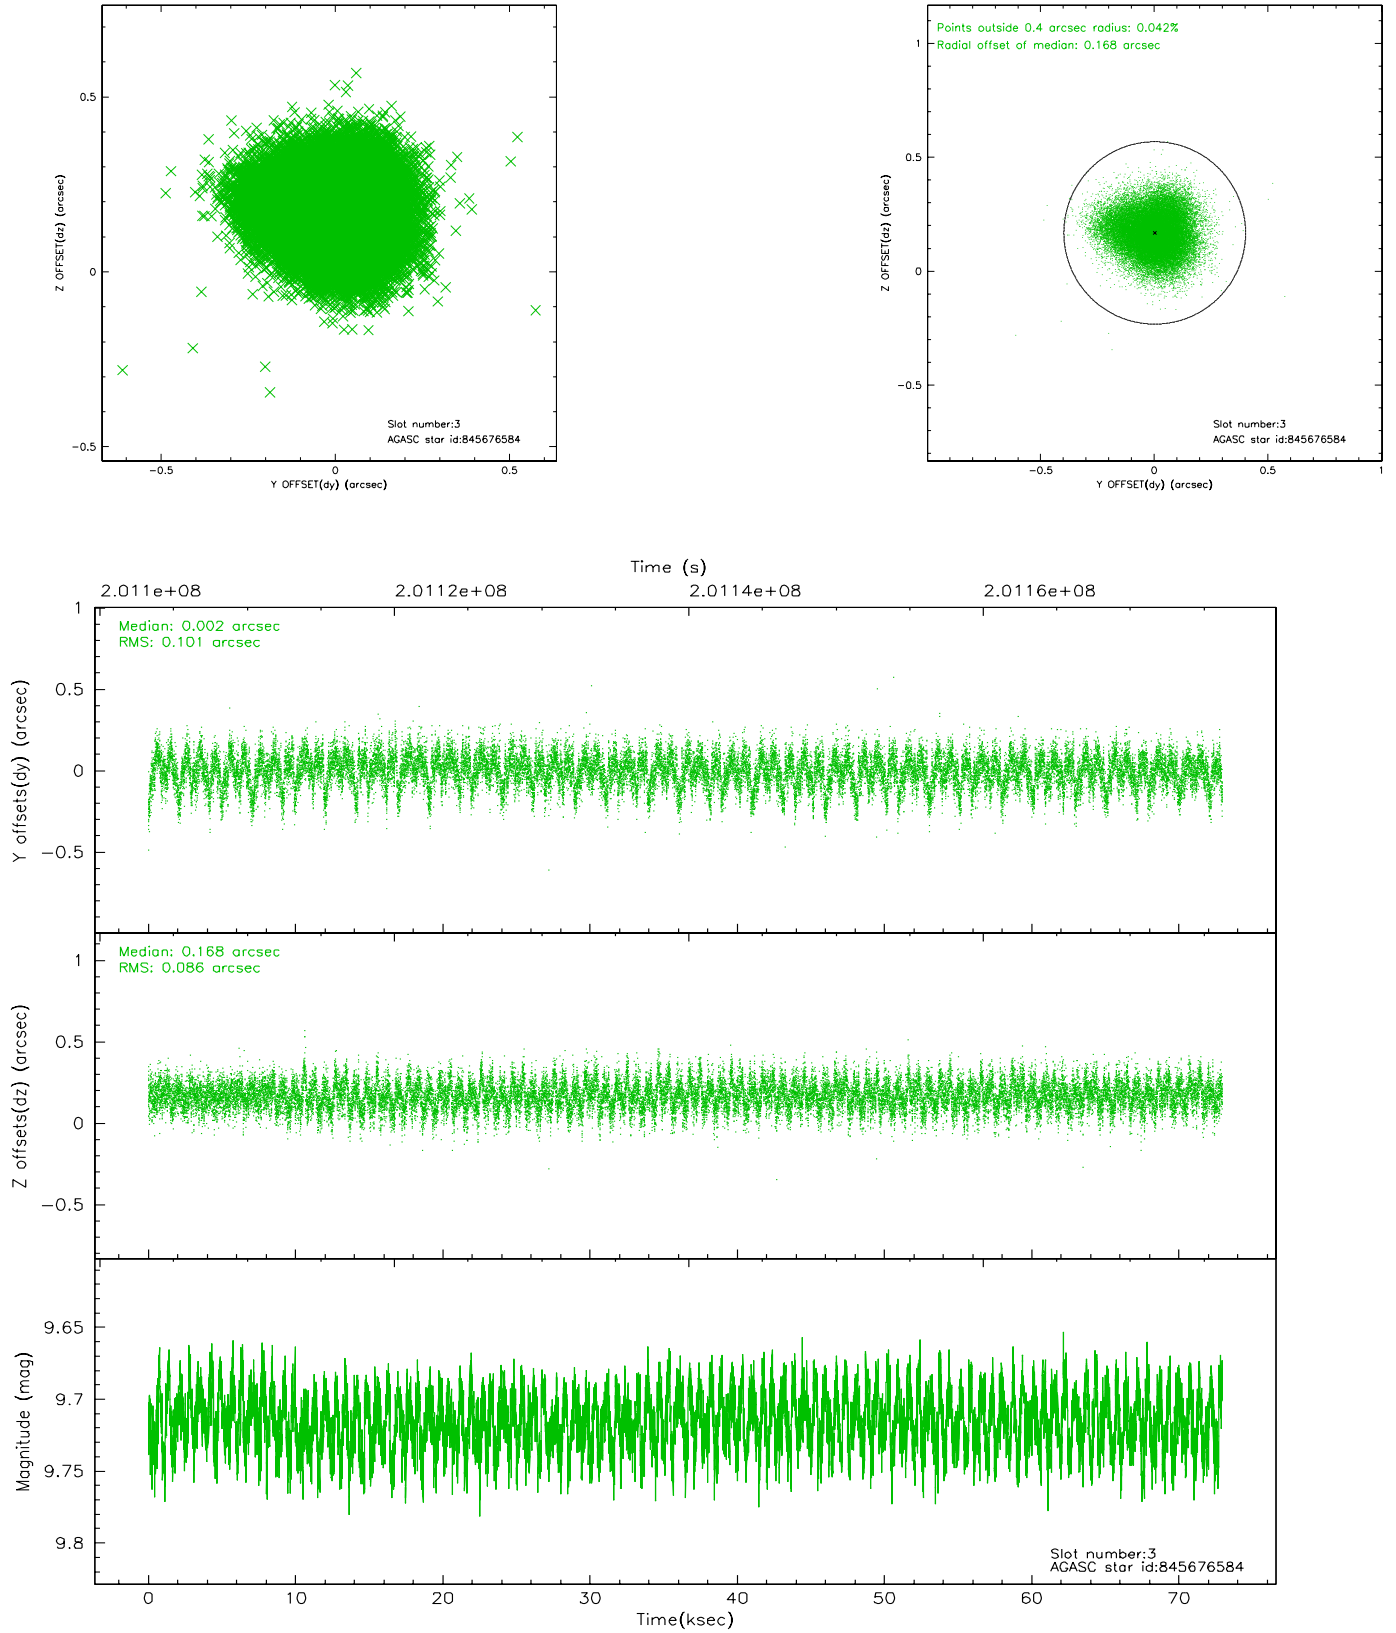 0.5
0
−0.5
Z OFFSET(dz) (arcsec)
Slot number:3
AGASC star id:845676584
−0.5
0
0.5
Y OFFSET(dy) (arcsec)
Points outside 0.4 arcsec radius: 0.042%
Radial offset of median: 0.168 arcsec
1
0.5
0
−0.5
Z OFFSET(dz) (arcsec)
Slot number:3
AGASC star id:845676584
−0.5
0
0.5
1
Y OFFSET(dy) (arcsec)
Time (s)
2.011e+08
2.0112e+08
2.0114e+08
2.0116e+08
Median: 0.002 arcsec
RMS: 0.101 arcsec
1
0.5
0
−0.5
Y offsets(dy) (arcsec)
Median: 0.168 arcsec
RMS: 0.086 arcsec
1
0.5
0
−0.5
Z offsets(dz) (arcsec)
9.65
9.7
9.75
9.8
Magnitude (mag)
Slot number:3
AGASC star id:845676584
0
10
20
30
40
50
60
70
Time(ksec)